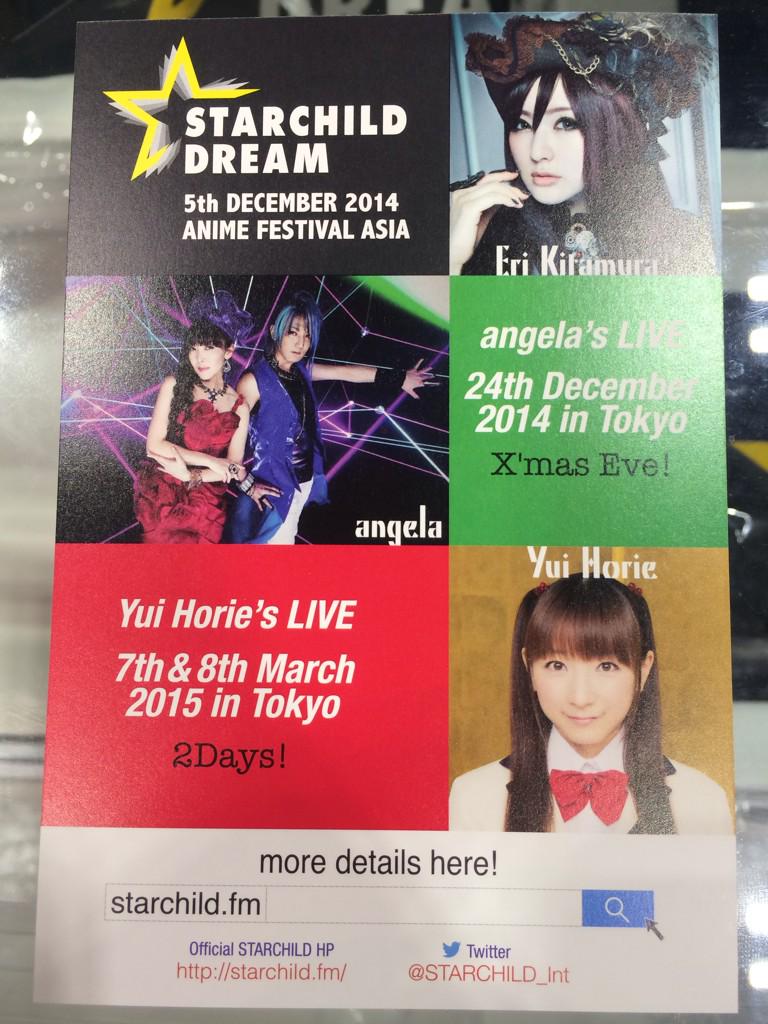 STARCHILD
DREAM
5th DECEMBER 2014
ANIME FESTIVAL ASIA
Eri Kitamura
angela
angela's LIVE
24th December
2014 in Tokyo
X'mas Eve!
Yui Horie's LIVE
7th & 8th March
2015 in Tokyo
2Days!
Yui Horie
more details here!
starchild.fm
Official STARCHILD HP
http://starchild.fm/
Twitter
@STARCHILD_Int